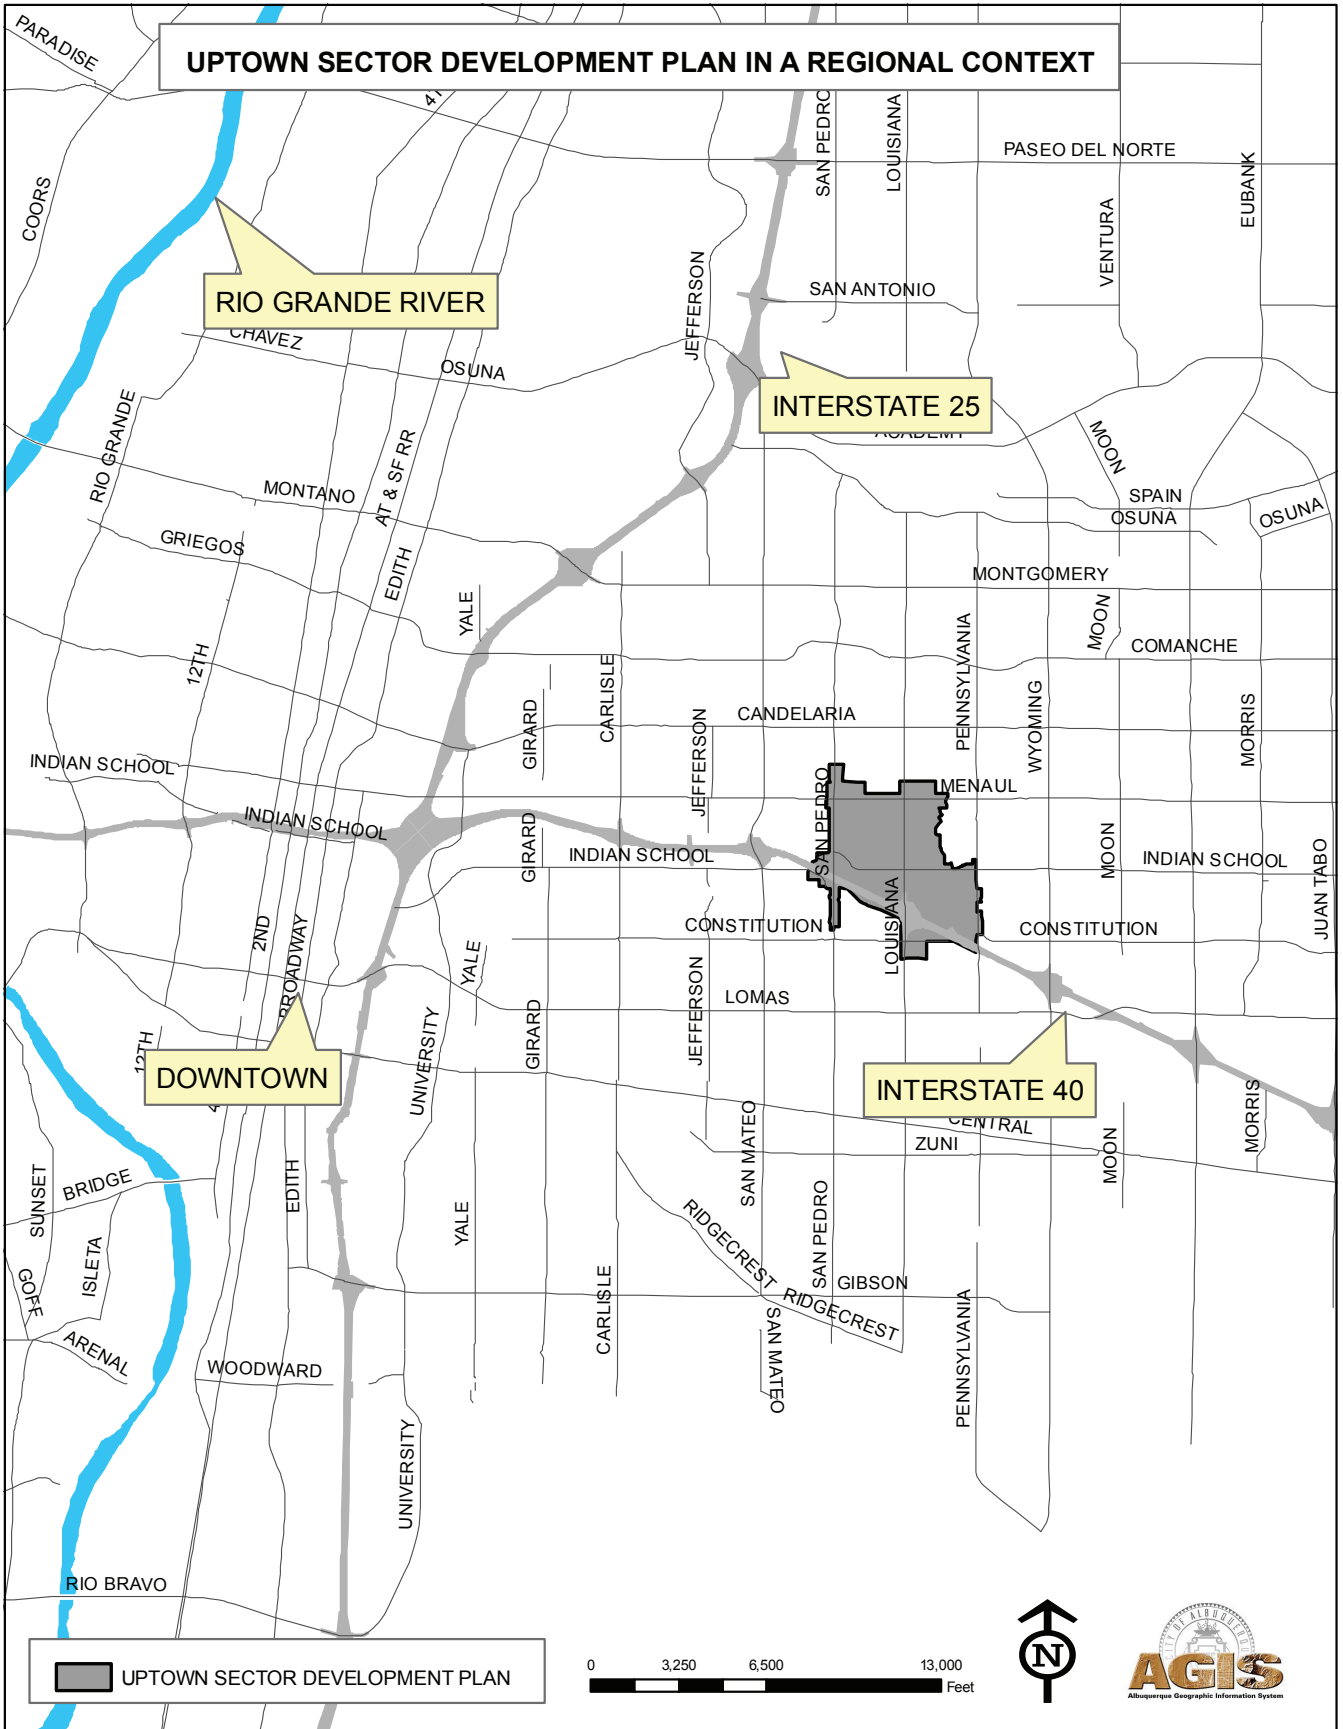 PARADISE
UPTOWN SECTOR DEVELOPMENT PLAN IN A REGIONAL CONTEXT
SAN PEDRO
LOUISIANA
PASEO DEL NORTE
EUBANK
COORS
VENTURA
RIO GRANDE RIVER
JEFFERSON
SAN ANTONIO
CHAVEZ
OSUNA
INTERSTATE 25
ACADEMY
RIO GRANDE
AT & SF RR
MOON
MONTANO
SPAIN
OSUNA
OSUNA
GRIEGOS
EDITH
MONTGOMERY
YALE
MOON
COMANCHE
12TH
CARLISLE
PENNSYLVANIA
WYOMING
MORRIS
GIRARD
JEFFERSON
CANDELARIA
INDIAN SCHOOL
SAN PEDRO
MENAUL
INDIAN SCHOOL
GIRARD
INDIAN SCHOOL
MOON
INDIAN SCHOOL
JUAN TABO
2ND
BROADWAY
YALE
CONSTITUTION
LOUISIANA
CONSTITUTION
JEFFERSON
LOMAS
GIRARD
12TH
DOWNTOWN
UNIVERSITY
INTERSTATE 40
CENTRAL
ZUNI
MORRIS
MOON
SAN MATEO
SUNSET
BRIDGE
EDITH
YALE
RIDGECREST
SAN PEDRO
ISLETA
GOFF
GIBSON
RIDGECREST
CARLISLE
SAN MATEO
PENNSYLVANIA
ARENAL
WOODWARD
UNIVERSITY
RIO BRAVO
UPTOWN SECTOR DEVELOPMENT PLAN
0 3,250 6,500 13,000
Feet
N
CITY OF ALBUQUERQUE
AGIS
Albuquerque Geographic Information System